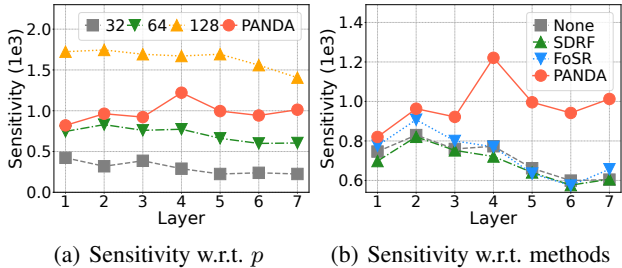 32 64 128 PANDA
Sensitivity (1e3)
2.0
1.5
1.0
0.5
0.0
1 2 3 4 5 6 7
Layer
(a) Sensitivity w.r.t. p
None
SDRF
FoSR
PANDA
Sensitivity (1e3)
1.4
1.2
1.0
0.8
0.6
1 2 3 4 5 6 7
Layer
(b) Sensitivity w.r.t. methods